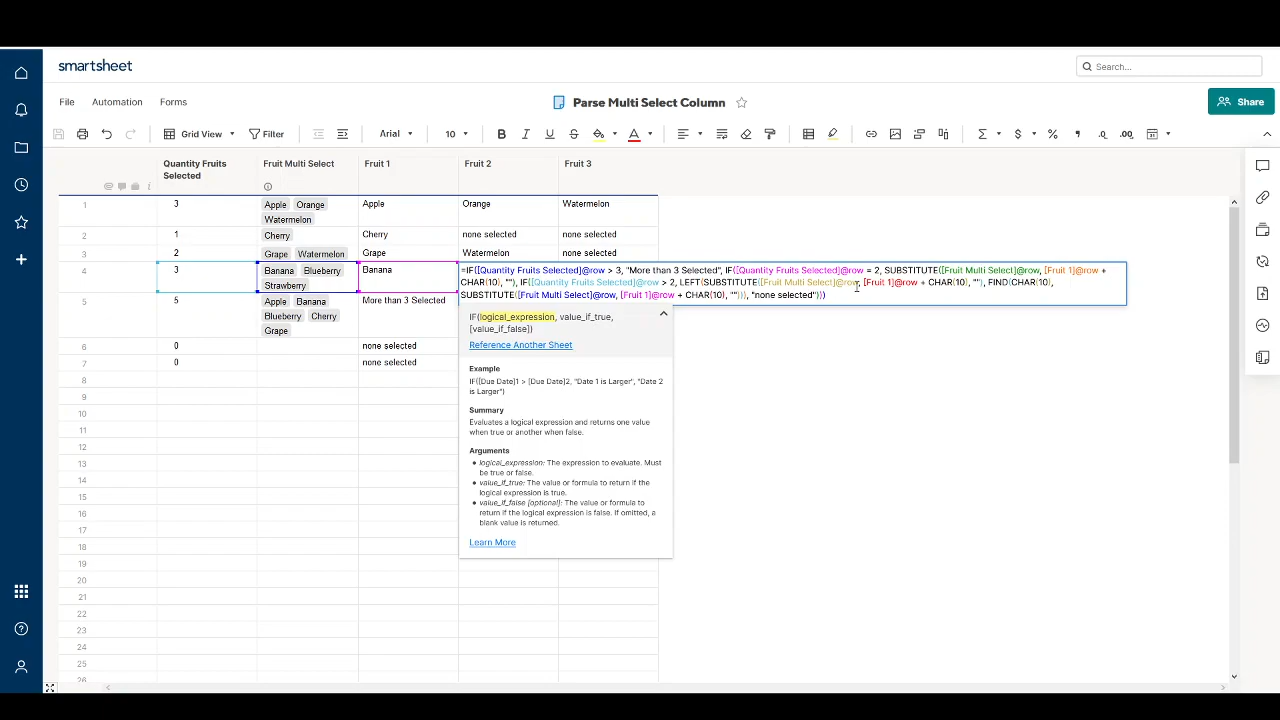 smartsheet
Search...
File Automation Forms
Parse Multi Select Column
Share
Grid View Filter Arial 10 B I U S A Σ $ % .0 .00
Quantity Fruits Selected Fruit Multi Select Fruit 1 Fruit 2 Fruit 3
1 3 Apple Orange Watermelon Apple Orange Watermelon
2 1 Cherry Cherry none selected none selected
3 2 Grape Watermelon Grape Watermelon none selected
4 3 Banana Blueberry Strawberry Banana
=IF([Quantity Fruits Selected]@row > 3, "More than 3 Selected", IF([Quantity Fruits Selected]@row = 2, SUBSTITUTE([Fruit Multi Select]@row, [Fruit 1]@row +
CHAR(10), ""), IF([Quantity Fruits Selected]@row > 2, LEFT(SUBSTITUTE([Fruit Multi Select]@row, [Fruit 1]@row + CHAR(10), ""), FIND(CHAR(10),
SUBSTITUTE([Fruit Multi Select]@row, [Fruit 1]@row + CHAR(10), ""))), "none selected")))
5 5 Apple Banana Blueberry Cherry Grape More than 3 Selected
6 0 none selected
7 0 none selected
8
9
10
11
12
13
14
15
16
17
18
19
20
21
22
23
24
25
26
IF(logical_expression, value_if_true,
[value_if_false])
Reference Another Sheet
Example
IF([Due Date]1 > [Due Date]2, "Date 1 is Larger", "Date 2
is Larger")
Summary
Evaluates a logical expression and returns one value
when true or another when false.
Arguments
• logical_expression: The expression to evaluate. Must
be true or false.
• value_if_true: The value or formula to return if the
logical expression is true.
• value_if_false [optional]: The value or formula to
return if the logical expression is false. If omitted, a
blank value is returned.
Learn More